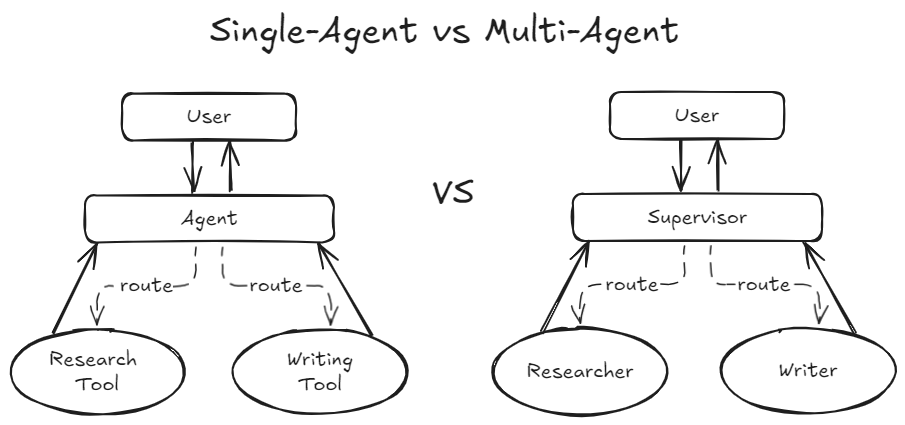 Single-Agent vs Multi-Agent
User
Agent
route
route
Research
Tool
Writing
Tool
vs
User
Supervisor
route
route
Researcher
Writer